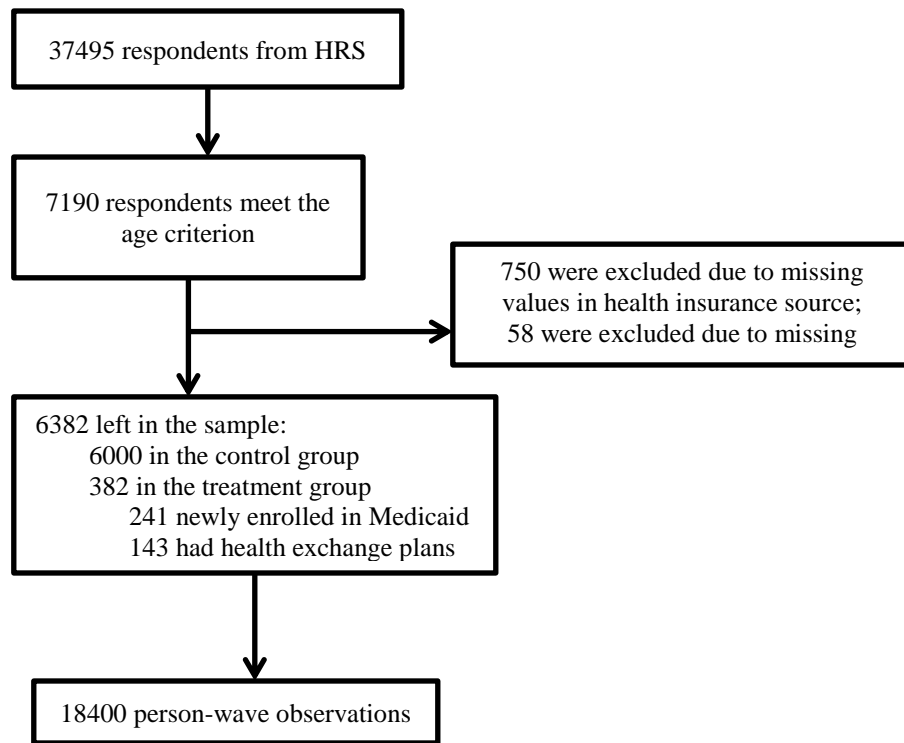 37495 respondents from HRS
7190 respondents meet the
age criterion
750 were excluded due to missing
values in health insurance source;
58 were excluded due to missing
6382 left in the sample:
6000 in the control group
382 in the treatment group
241 newly enrolled in Medicaid
143 had health exchange plans
18400 person-wave observations